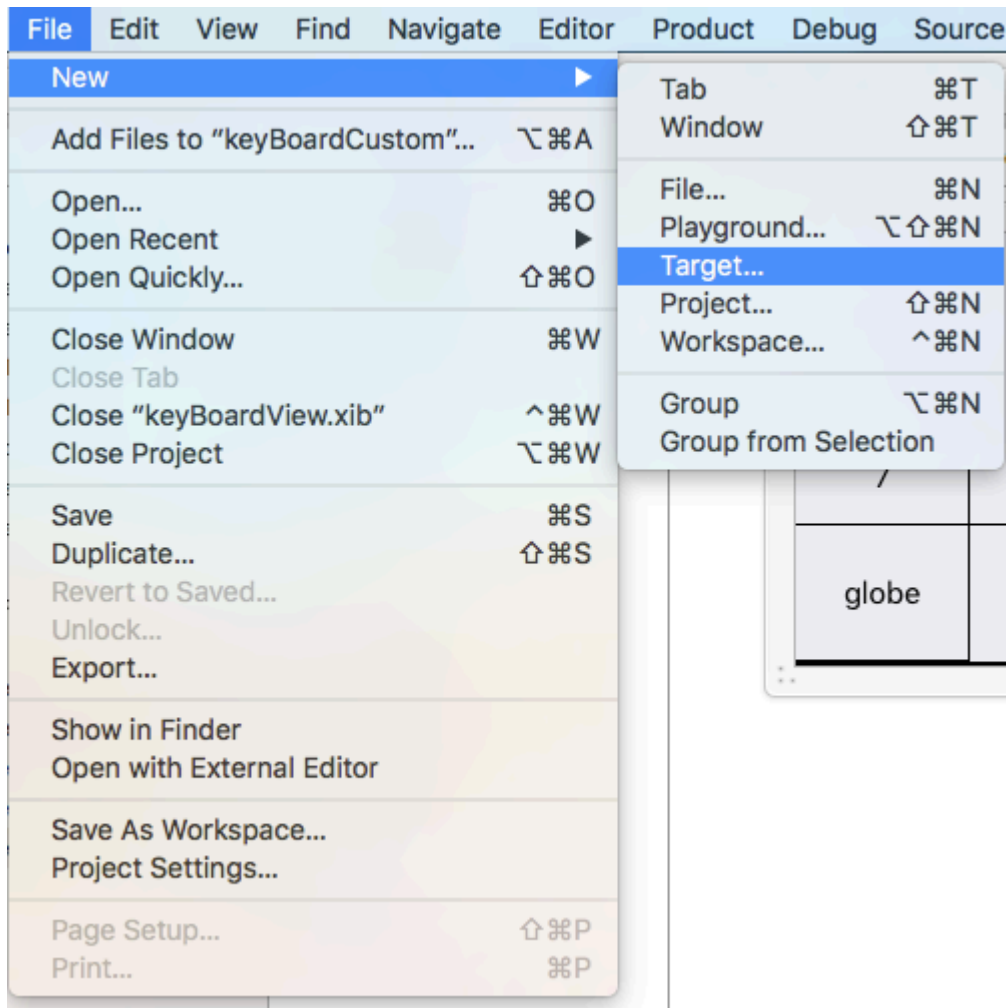 File Edit View Find Navigate Editor Product Debug Source
New ▶
Add Files to “keyBoardCustom”... ⌥⌘A
Open... ⌘O
Open Recent ▶
Open Quickly... ⇧⌘O
Close Window ⌘W
Close Tab
Close “keyBoardView.xib” ^⌘W
Close Project ⌥⌘W
Save ⌘S
Duplicate... ⇧⌘S
Revert to Saved...
Unlock...
Export...
Show in Finder
Open with External Editor
Save As Workspace...
Project Settings...
Page Setup... ⇧⌘P
Print... ⌘P
Tab ⌘T
Window ⇧⌘T
File... ⌘N
Playground... ⌥⇧⌘N
Target...
Project... ⇧⌘N
Workspace... ^⌘N
Group ⌥⌘N
Group from Selection
globe